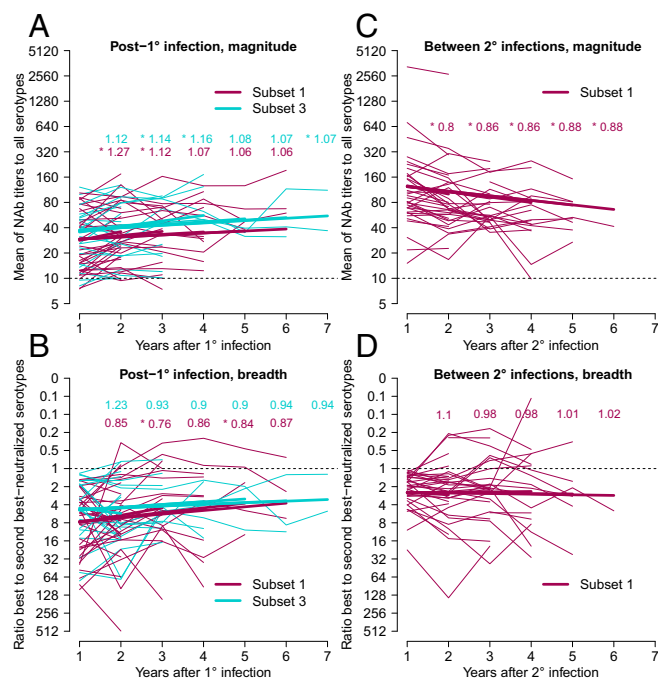 A
Post−1° infection, magnitude
Mean of NAb titers to all serotypes
5120
2560
1280
640
320
160
80
40
20
10
5
Subset 1
Subset 3
1.12 * 1.14 * 1.16 1.08 1.07 * 1.07
* 1.27 * 1.12 1.07 1.06 1.06
1 2 3 4 5 6 7
Years after 1° infection
C
Between 2° infections, magnitude
Mean of NAb titers to all serotypes
5120
2560
1280
640
320
160
80
40
20
10
5
Subset 1
* 0.8 * 0.86 * 0.86 * 0.88 * 0.88
1 2 3 4 5 6 7
Years after 2° infection
B
Post−1° infection, breadth
Ratio best to second best−neutralized serotypes
0
0.1
0.1
0.2
0.5
1
2
4
8
16
32
64
128
256
512
1.23 0.93 0.9 0.9 0.94 0.94
0.85 * 0.76 0.86 * 0.84 0.87
Subset 1
Subset 3
1 2 3 4 5 6 7
Years after 1° infection
D
Between 2° infections, breadth
Ratio best to second best−neutralized serotypes
0
0.1
0.1
0.2
0.5
1
2
4
8
16
32
64
128
256
512
1.1 0.98 0.98 1.01 1.02
Subset 1
1 2 3 4 5 6 7
Years after 2° infection